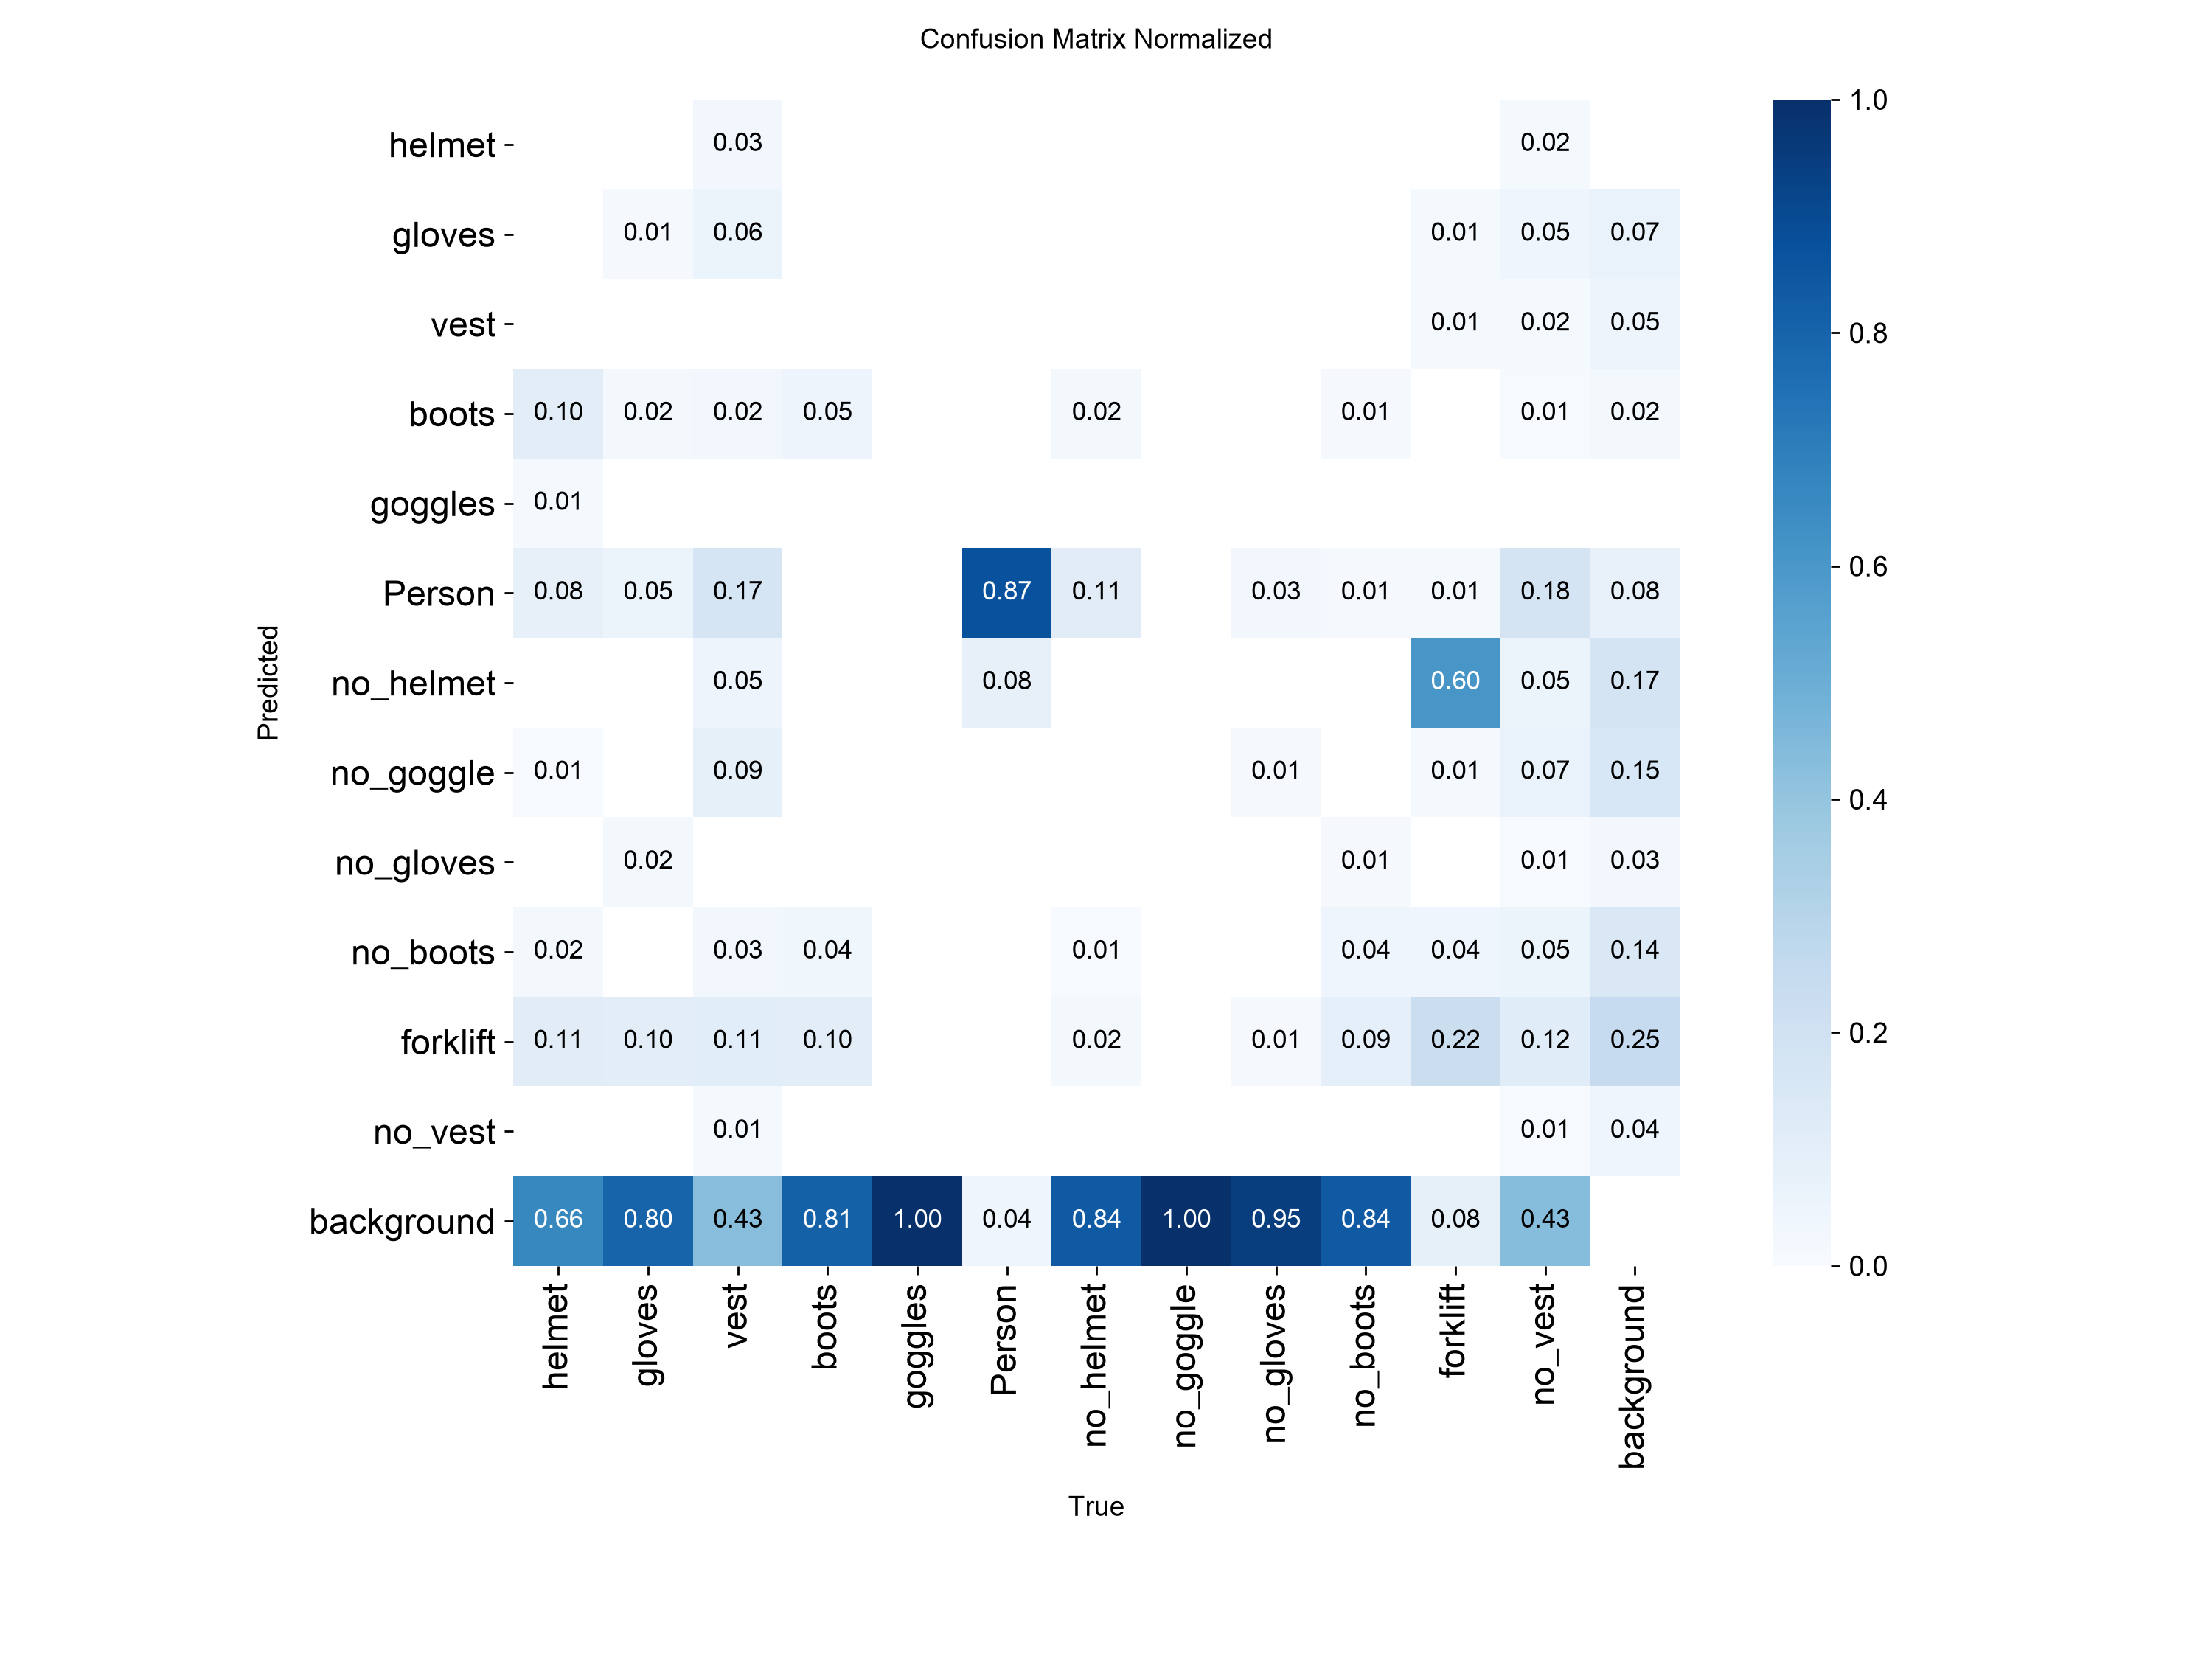 Confusion Matrix Normalized
helmet 0.03 0.02
gloves 0.01 0.06 0.01 0.05 0.07
vest 0.01 0.02 0.05
boots 0.10 0.02 0.02 0.05 0.02 0.01 0.01 0.02
goggles 0.01
Person 0.08 0.05 0.17 0.87 0.11 0.03 0.01 0.01 0.18 0.08
no_helmet 0.05 0.08 0.60 0.05 0.17
no_goggle 0.01 0.09 0.01 0.01 0.07 0.15
no_gloves 0.02 0.01 0.01 0.03
no_boots 0.02 0.03 0.04 0.01 0.04 0.04 0.05 0.14
forklift 0.11 0.10 0.11 0.10 0.02 0.01 0.09 0.22 0.12 0.25
no_vest 0.01 0.01 0.04
background 0.66 0.80 0.43 0.81 1.00 0.04 0.84 1.00 0.95 0.84 0.08 0.43
helmet gloves vest boots goggles Person no_helmet no_goggle no_gloves no_boots forklift no_vest background
Predicted
True
1.0
0.8
0.6
0.4
0.2
0.0